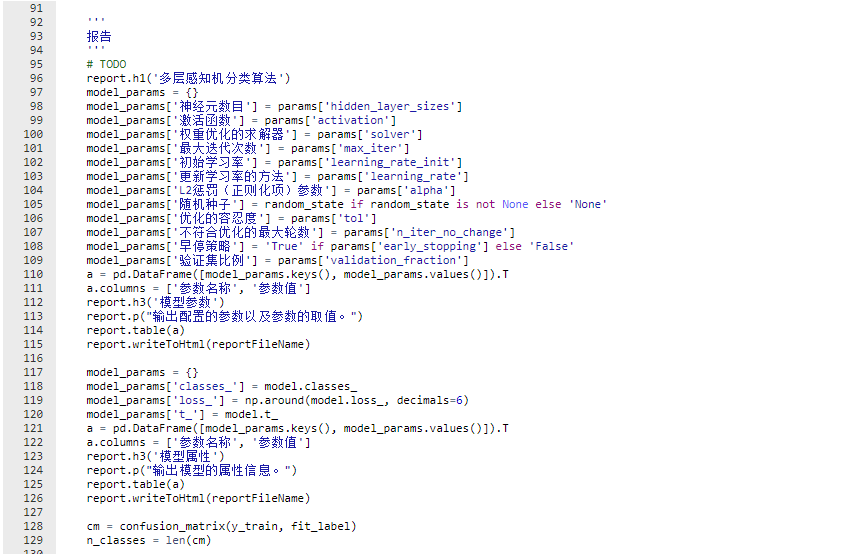 91
92 '''
93 报告
94 '''
95 # TODO
96 report.h1('多层感知机分类算法')
97 model_params = {}
98 model_params['神经元数目'] = params['hidden_layer_sizes']
99 model_params['激活函数'] = params['activation']
100 model_params['权重优化的求解器'] = params['solver']
101 model_params['最大迭代次数'] = params['max_iter']
102 model_params['初始学习率'] = params['learning_rate_init']
103 model_params['更新学习率的方法'] = params['learning_rate']
104 model_params['L2惩罚（正则化项）参数'] = params['alpha']
105 model_params['随机种子'] = random_state if random_state is not None else 'None'
106 model_params['优化的容忍度'] = params['tol']
107 model_params['不符合优化的最大轮数'] = params['n_iter_no_change']
108 model_params['早停策略'] = 'True' if params['early_stopping'] else 'False'
109 model_params['验证集比例'] = params['validation_fraction']
110 a = pd.DataFrame([model_params.keys(), model_params.values()]).T
111 a.columns = ['参数名称', '参数值']
112 report.h3('模型参数')
113 report.p("输出配置的参数以及参数的取值。")
114 report.table(a)
115 report.writeToHtml(reportFileName)
116
117 model_params = {}
118 model_params['classes_'] = model.classes_
119 model_params['loss_'] = np.around(model.loss_, decimals=6)
120 model_params['t_'] = model.t_
121 a = pd.DataFrame([model_params.keys(), model_params.values()]).T
122 a.columns = ['参数名称', '参数值']
123 report.h3('模型属性')
124 report.p("输出模型的属性信息。")
125 report.table(a)
126 report.writeToHtml(reportFileName)
127
128 cm = confusion_matrix(y_train, fit_label)
129 n_classes = len(cm)
130